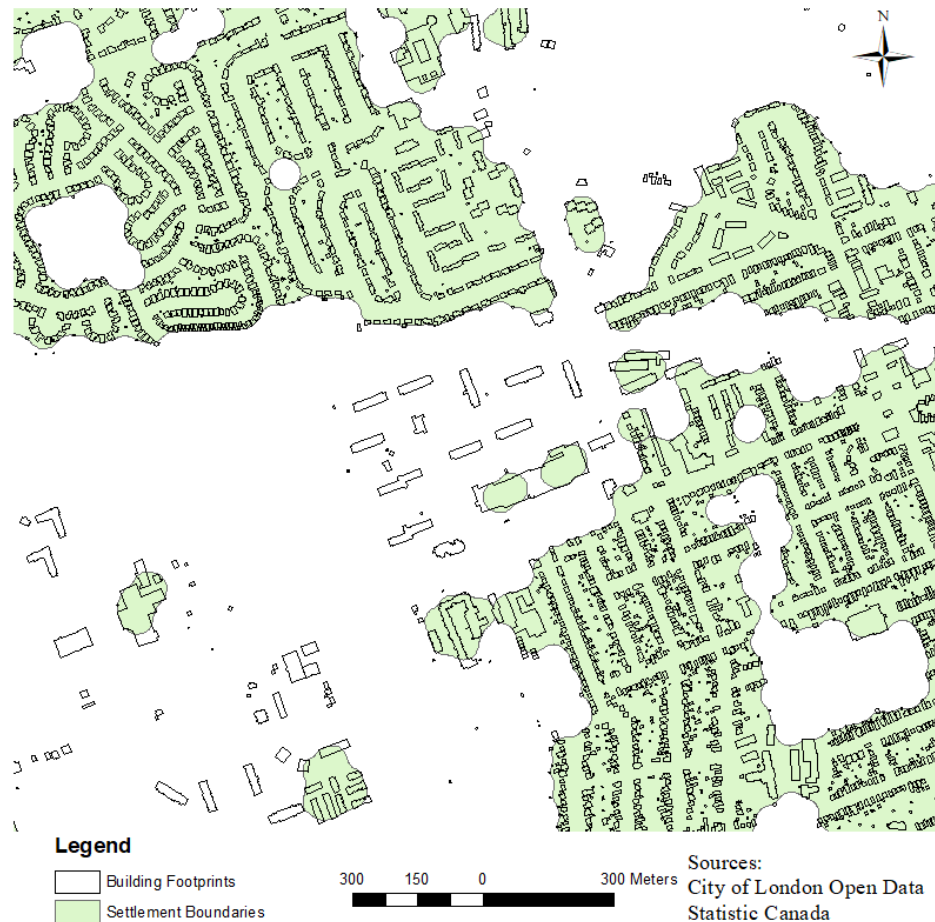 N
Legend
Building Footprints
Settlement Boundaries
300 150 0 300 Meters
Sources:
City of London Open Data
Statistic Canada